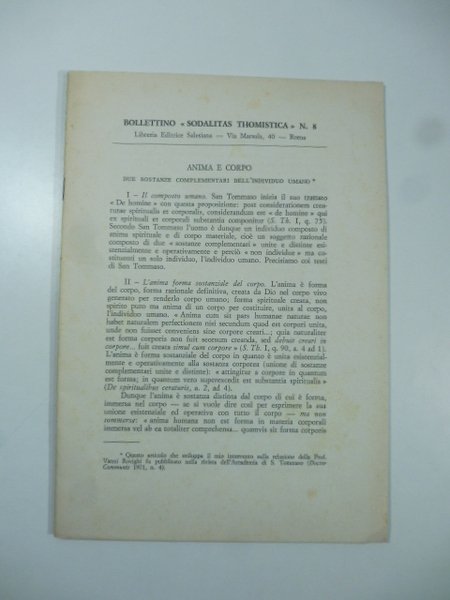 BOLLETTINO « SODALITAS THOMISTICA » N. 8
Libreria Editrice Salesiana — Via Marsala, 40 — Roma
ANIMA E CORPO
DUE SOSTANZE COMPLEMENTARI DELL'INDIVIDUO UMANO *
I – Il composto umano. San Tommaso inizia il suo trattato
« De homine » con questa proposizione: post considerationem crea-
turae spiritualis et corporalis, considerandum est « de homine » qui
ex spirituali et corporali substantia componitur (S. Th. I, q. 75).
Secondo San Tommaso l'uomo è dunque un individuo composto di
anima spirituale e di corpo materiale, cioè un soggetto razionale
composto di due « sostanze complementari » unite e distinte esi-
stenzialmente e operativamente e perciò « non individue » ma co-
stituenti un solo individuo, l'individuo umano. Precisiamo coi testi
di San Tommaso.
II – L'anima forma sostanziale del corpo. L'anima è forma
del corpo, forma razionale definitiva, creata da Dio nel corpo vivo
generato per renderlo corpo umano; forma spirituale creata, non
spirito puro ma anima di un corpo per costituire, unita al corpo,
l'individuo umano. « Anima cum sit pars humanae naturae non
habet naturalem perfectionem nisi secundum quod est corpori unita,
unde non fuisset conveniens sine corpore creari...; quia naturaliter
est forma corporis non fuit seorsum creanda, sed debuit creari in
corpore... fuit creata simul cum corpore » (S. Th. I, q. 90, a. 4 ad 1).
L'anima è forma sostanziale del corpo in quanto è unita esistenzial-
mente e operativamente alla sostanza corporea (unione di sostanze
complementari unite e distinte): « attingitur a corpore in quantum
est forma; in quantum vero superexcedit est substantia spiritualis »
(De spiritualibus creaturis, a. 2, ad 4).
Dunque l'anima è sostanza distinta dal corpo di cui è forma,
immersa nel corpo — se si vuole dire così per esprimere la sua
unione esistenziale ed operativa con tutto il corpo — ma non
sommersa: « anima humana non est forma in materia corporali
immersa vel ab ea totaliter comprehensa... quamvis sit forma corporis
* Questo articolo che sviluppa il mio intervento sulla relazione della Prof.
Vanni Rovighi fu pubblicato nella rivista dell'Accademia di S. Tommaso (Doctor
Communis 1971, n. 4).